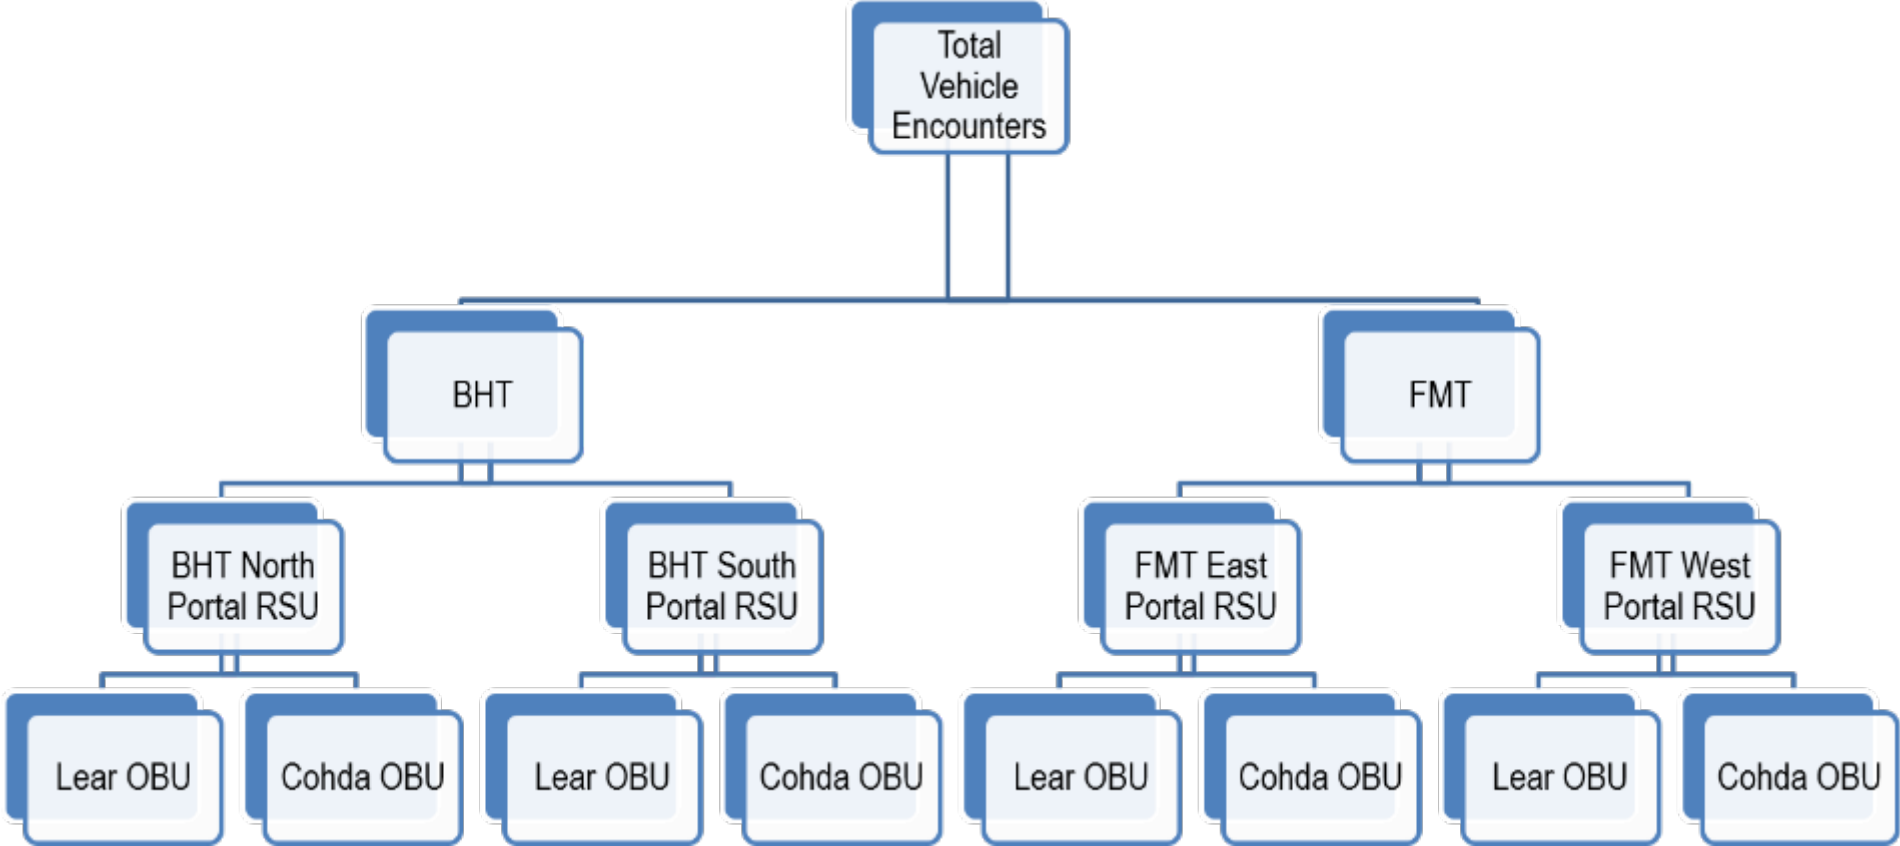 Total
Vehicle
Encounters
BHT
FMT
BHT North
Portal RSU
BHT South
Portal RSU
FMT East
Portal RSU
FMT West
Portal RSU
Lear OBU
Cohda OBU
Lear OBU
Cohda OBU
Lear OBU
Cohda OBU
Lear OBU
Cohda OBU